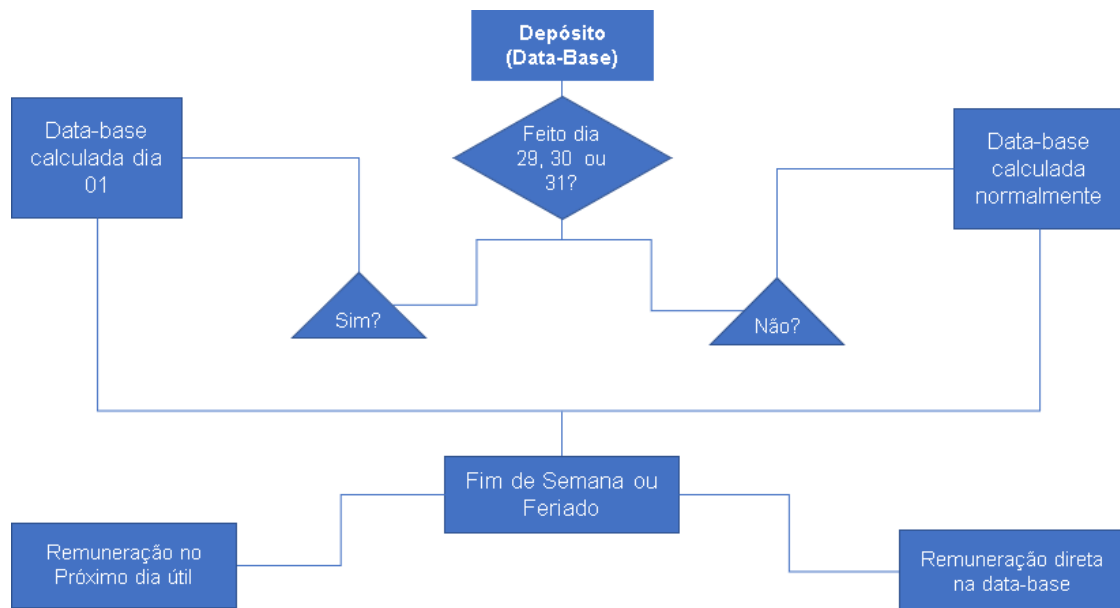 Depósito
(Data-Base)
Feito dia
29, 30 ou
31?
Data-base
calculada dia
01
Data-base
calculada
normalmente
Sim?
Não?
Fim de Semana ou
Feriado
Remuneração no
Próximo dia útil
Remuneração direta
na data-base